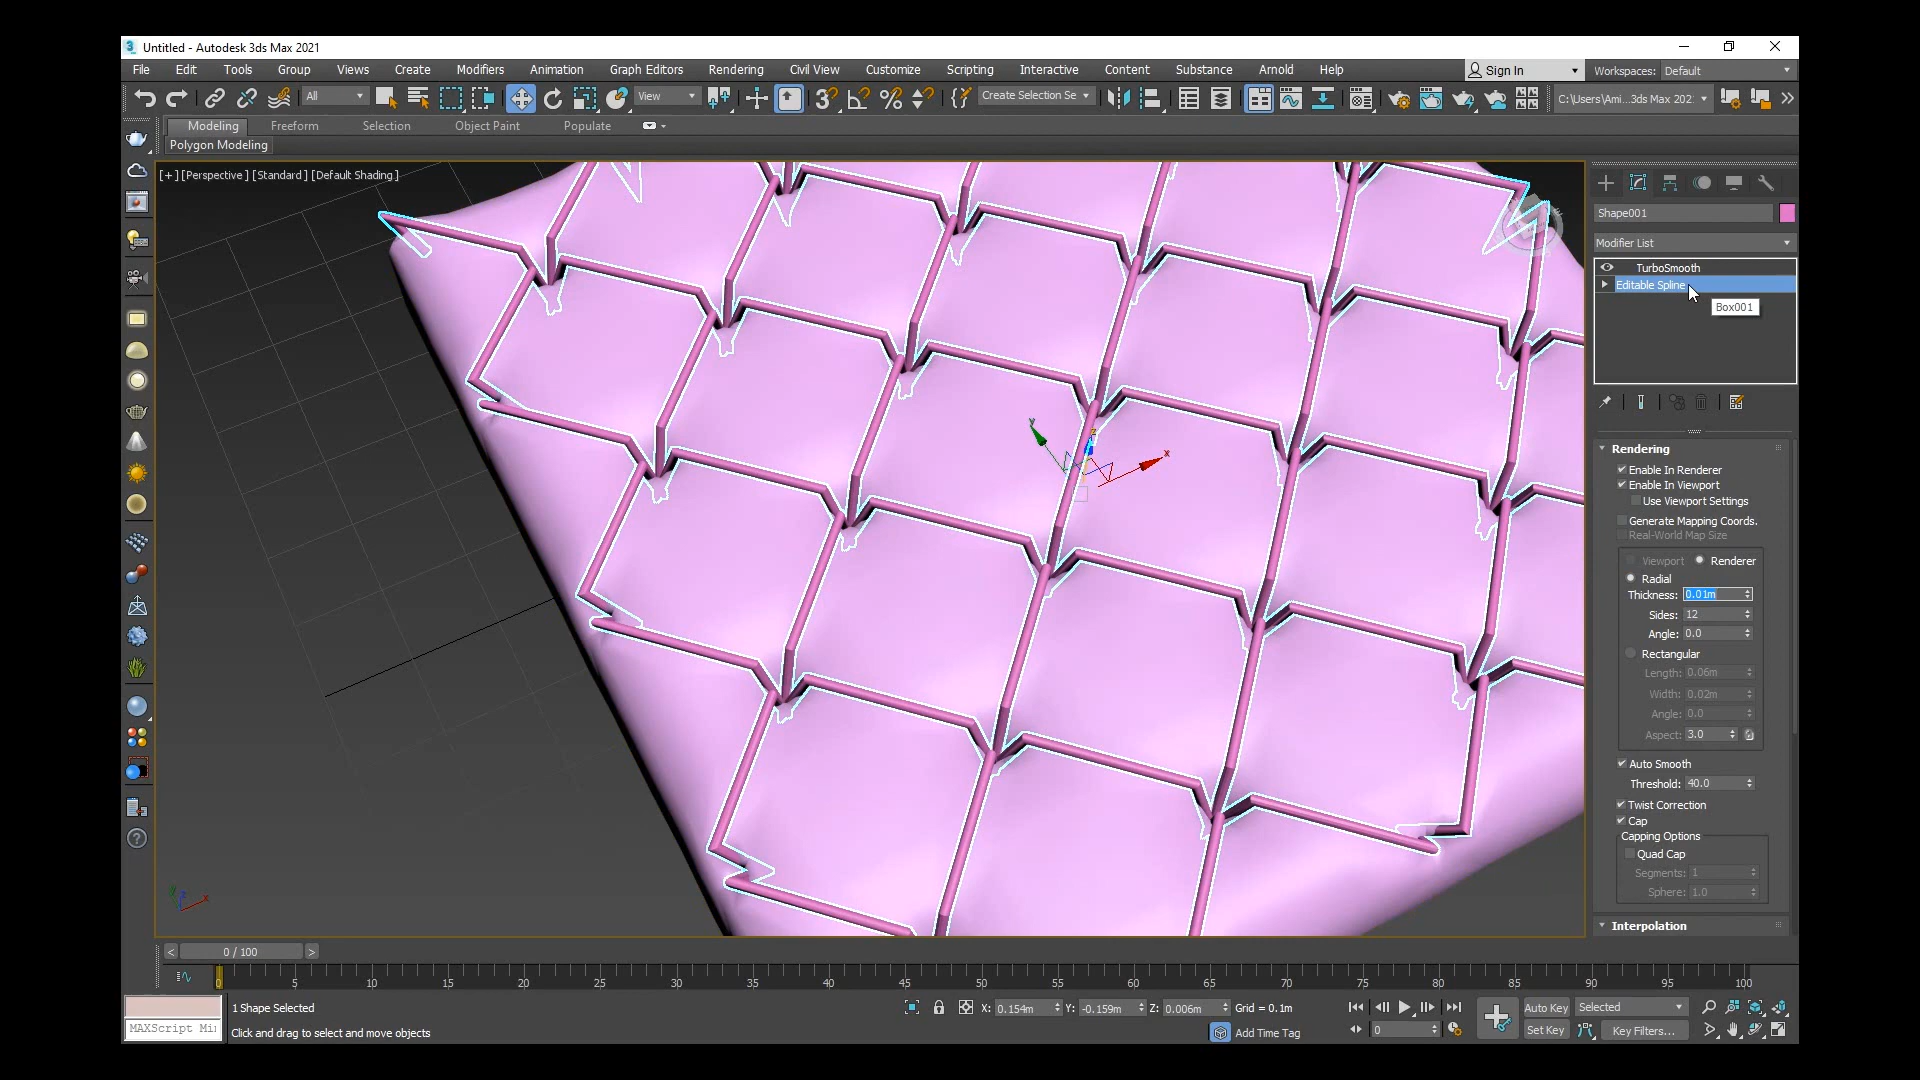 Untitled - Autodesk 3ds Max 2021
File Edit Tools Group Views Create Modifiers Animation Graph Editors Rendering Civil View Customize Scripting Interactive Content Substance Arnold Help Sign In Workspaces: Default
All View Create Selection Se C:\Users\Ami...3ds Max 202
Modeling Freeform Selection Object Paint Populate
Polygon Modeling
[+] [Perspective ] [Standard ] [Default Shading ]
Shape001
Modifier List
TurboSmooth
Editable Spline
Box001
Rendering
Enable In Renderer
Enable In Viewport
Use Viewport Settings
Generate Mapping Coords.
Real-World Map Size
Viewport Renderer
Radial
Thickness: 0.01m
Sides: 12
Angle: 0.0
Rectangular
Length: 0.06m
Width: 0.02m
Angle: 0.0
Aspect: 3.0
Auto Smooth
Threshold: 40.0
Twist Correction
Cap
Capping Options
Quad Cap
Segments: 1
Sphere: 1.0
Interpolation
< 0 / 100 >
0 5 10 15 20 25 30 35 40 45 50 55 60 65 70 75 80 85 90 95 100
1 Shape Selected X: 0.154m Y: -0.159m Z: 0.006m Grid = 0.1m Auto Key Selected
MAXScript Mi Click and drag to select and move objects Add Time Tag 0 Set Key Key Filters...